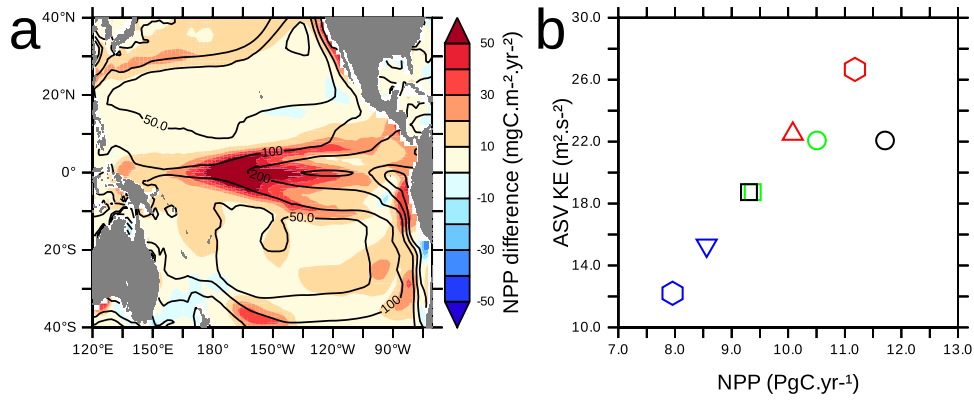 a
40°N
20°N
0°
20°S
40°S
120°E 150°E 180° 150°W 120°W 90°W
50.0
100
200
50.0
100
50
30
10
-10
-30
-50
NPP difference (mgC.m-².yr-²)
b
30.0
26.0
22.0
18.0
14.0
10.0
ASV KE (m².s-²)
7.0 8.0 9.0 10.0 11.0 12.0 13.0
NPP (PgC.yr-¹)